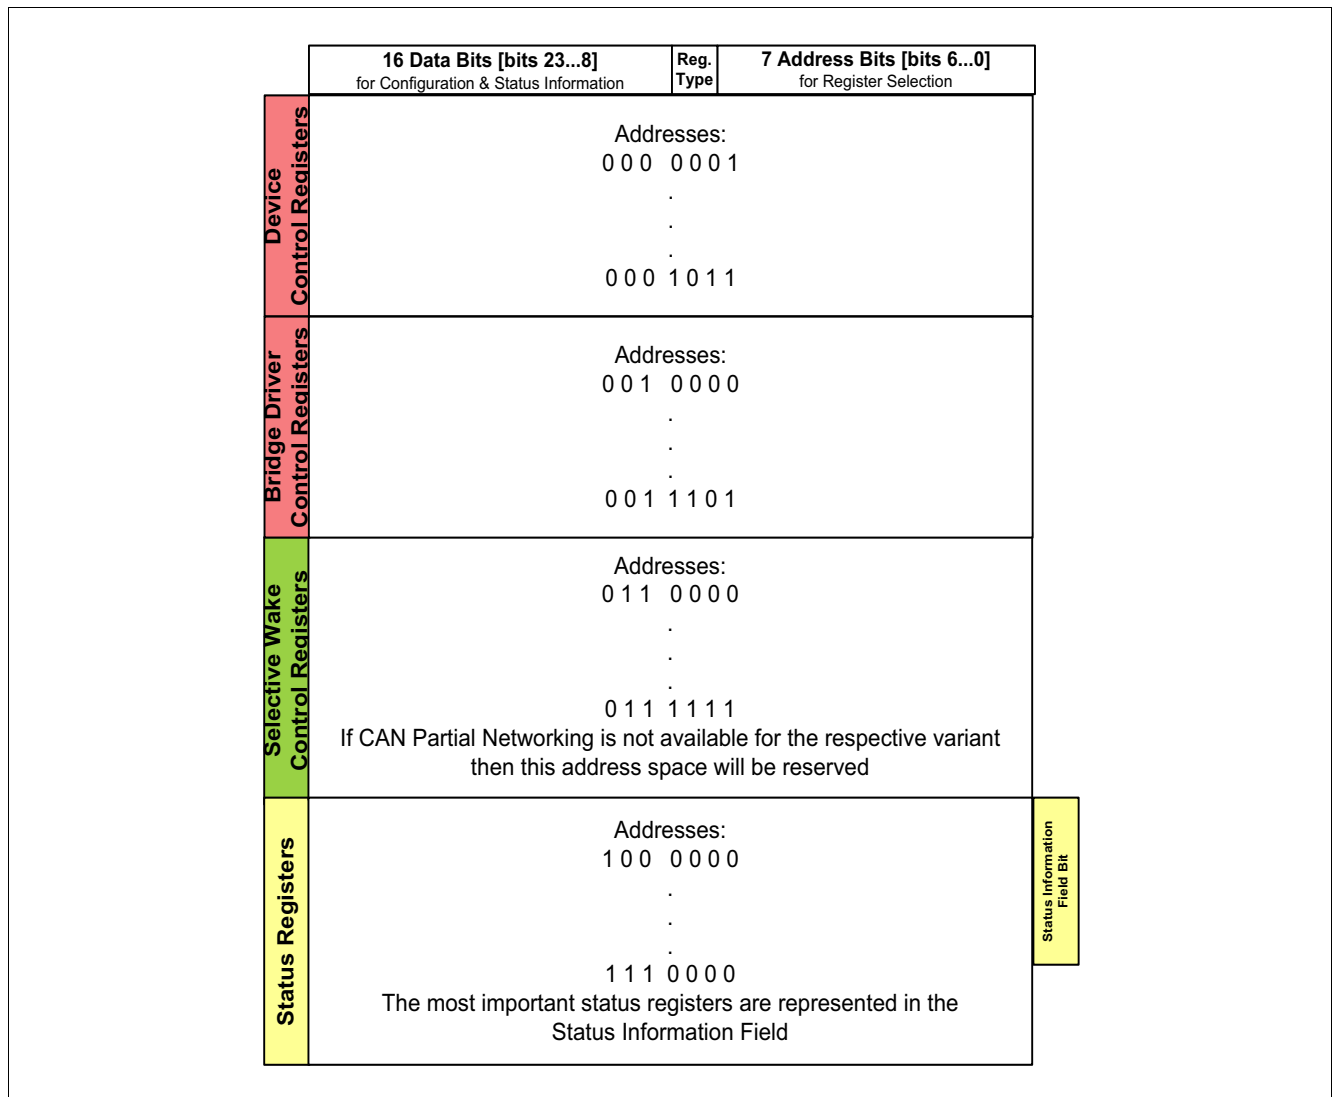 16 Data Bits [bits 23...8]
for Configuration & Status Information
Reg.
Type
7 Address Bits [bits 6...0]
for Register Selection
Device
Control Registers
Addresses:
0 0 0 0 0 0 1
.
.
.
0 0 0 1 0 1 1
Bridge Driver
Control Registers
Addresses:
0 0 1 0 0 0 0
.
.
.
0 0 1 1 1 0 1
Selective Wake
Control Registers
Addresses:
0 1 1 0 0 0 0
.
.
.
0 1 1 1 1 1 1
If CAN Partial Networking is not available for the respective variant
then this address space will be reserved
Status Registers
Addresses:
1 0 0 0 0 0 0
.
.
.
1 1 1 0 0 0 0
The most important status registers are represented in the
Status Information Field
Status Information
Field Bit